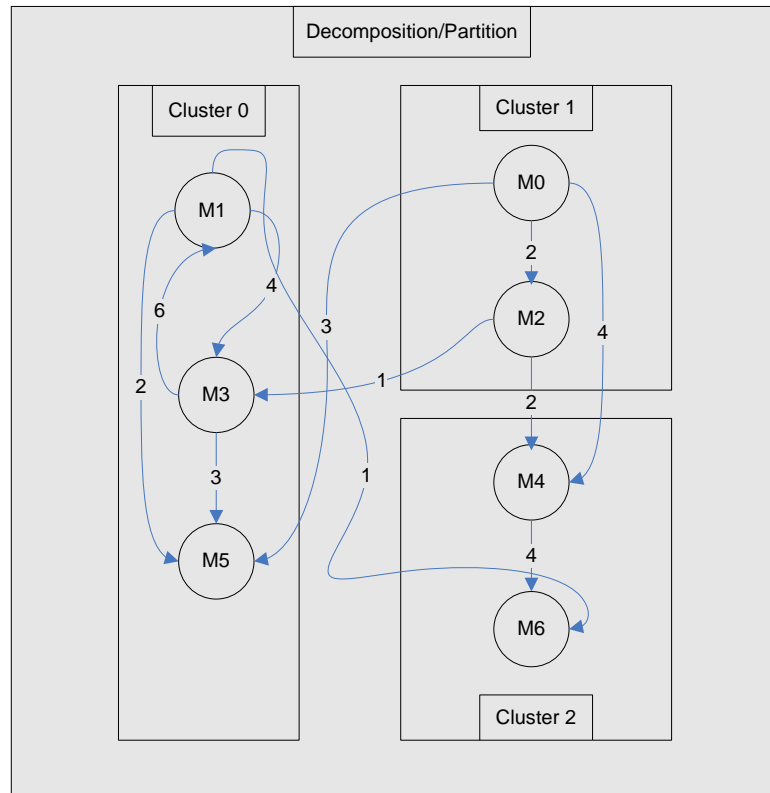 Decomposition/Partition
Cluster 0
Cluster 1
M0
M1
2
4
6
M2
3
4
1
2
M3
2
3
1
M4
M5
4
M6
Cluster 2